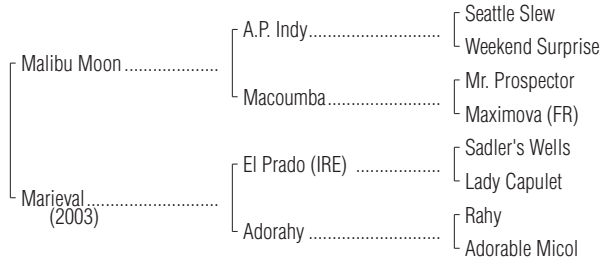 Seattle Slew
A.P. Indy..............................
Weekend Surprise
Malibu Moon .....................
Mr. Prospector
Macoumba..........................
Maximova (FR)
Sadler's Wells
El Prado (IRE) ...................
Lady Capulet
Marieval..............................
(2003)
Rahy
Adorahy ..............................
Adorable Micol